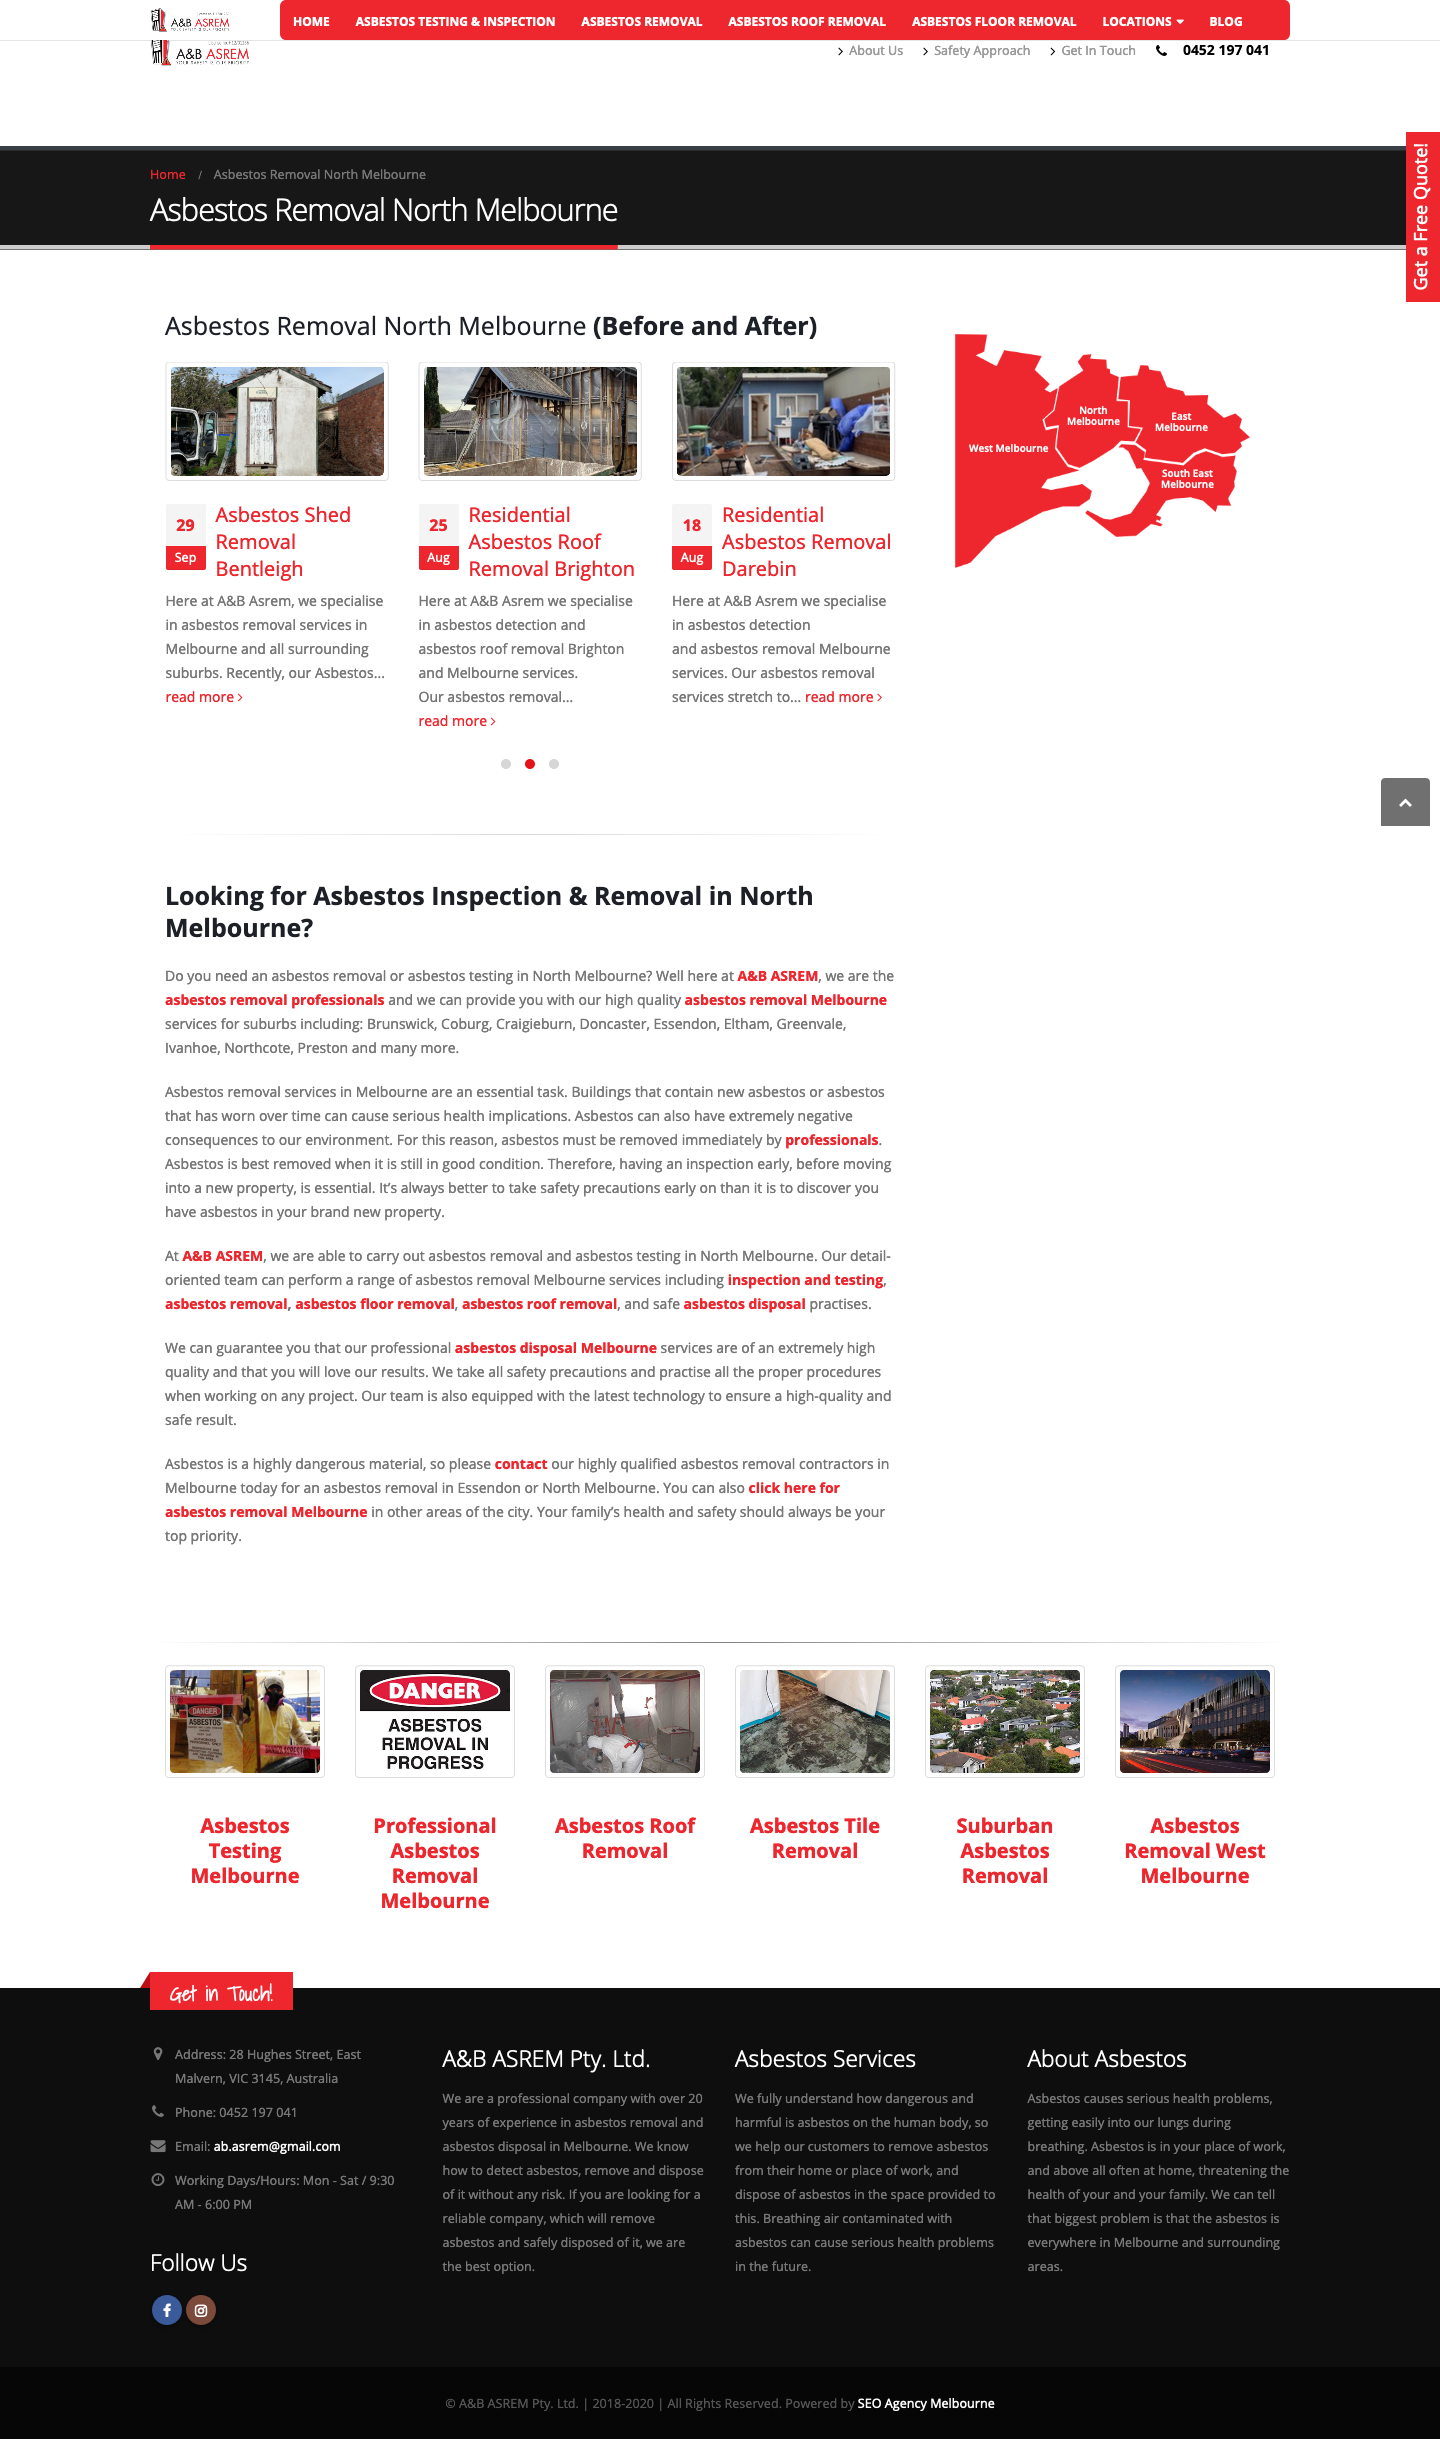 A&B ASREM
YOUR SAFETY IS OUR PRIORITY
HOME
ASBESTOS TESTING & INSPECTION
ASBESTOS REMOVAL
ASBESTOS ROOF REMOVAL
ASBESTOS FLOOR REMOVAL
LOCATIONS
BLOG
A&B ASREM
YOUR SAFETY IS OUR PRIORITY
About Us
Safety Approach
Get In Touch
0452 197 041
Get a Free Quote!
Home / Asbestos Removal North Melbourne
Asbestos Removal North Melbourne
Asbestos Removal North Melbourne (Before and After)
29
Sep
Asbestos Shed
Removal
Bentleigh
Here at A&B Asrem, we specialise
in asbestos removal services in
Melbourne and all surrounding
suburbs. Recently, our Asbestos...
read more
25
Aug
Residential
Asbestos Roof
Removal Brighton
Here at A&B Asrem we specialise
in asbestos detection and
asbestos roof removal Brighton
and Melbourne services.
Our asbestos removal...
read more
18
Aug
Residential
Asbestos Removal
Darebin
Here at A&B Asrem we specialise
in asbestos detection
and asbestos removal Melbourne
services. Our asbestos removal
services stretch to... read more
West Melbourne
North
Melbourne
East
Melbourne
South East
Melbourne
Looking for Asbestos Inspection & Removal in North
Melbourne?
Do you need an asbestos removal or asbestos testing in North Melbourne? Well here at A&B ASREM, we are the
asbestos removal professionals and we can provide you with our high quality asbestos removal Melbourne
services for suburbs including: Brunswick, Coburg, Craigieburn, Doncaster, Essendon, Eltham, Greenvale,
Ivanhoe, Northcote, Preston and many more.
Asbestos removal services in Melbourne are an essential task. Buildings that contain new asbestos or asbestos
that has worn over time can cause serious health implications. Asbestos can also have extremely negative
consequences to our environment. For this reason, asbestos must be removed immediately by professionals.
Asbestos is best removed when it is still in good condition. Therefore, having an inspection early, before moving
into a new property, is essential. It’s always better to take safety precautions early on than it is to discover you
have asbestos in your brand new property.
At A&B ASREM, we are able to carry out asbestos removal and asbestos testing in North Melbourne. Our detail-
oriented team can perform a range of asbestos removal Melbourne services including inspection and testing,
asbestos removal, asbestos floor removal, asbestos roof removal, and safe asbestos disposal practises.
We can guarantee you that our professional asbestos disposal Melbourne services are of an extremely high
quality and that you will love our results. We take all safety precautions and practise all the proper procedures
when working on any project. Our team is also equipped with the latest technology to ensure a high-quality and
safe result.
Asbestos is a highly dangerous material, so please contact our highly qualified asbestos removal contractors in
Melbourne today for an asbestos removal in Essendon or North Melbourne. You can also click here for
asbestos removal Melbourne in other areas of the city. Your family’s health and safety should always be your
top priority.
DANGER
ASBESTOS
DANGER
ASBESTOS
REMOVAL IN
PROGRESS
Asbestos
Testing
Melbourne
Professional
Asbestos
Removal
Melbourne
Asbestos Roof
Removal
Asbestos Tile
Removal
Suburban
Asbestos
Removal
Asbestos
Removal West
Melbourne
Get in Touch!
Address: 28 Hughes Street, East
Malvern, VIC 3145, Australia
Phone: 0452 197 041
Email: ab.asrem@gmail.com
Working Days/Hours: Mon - Sat / 9:30
AM - 6:00 PM
Follow Us
A&B ASREM Pty. Ltd.
We are a professional company with over 20
years of experience in asbestos removal and
asbestos disposal in Melbourne. We know
how to detect asbestos, remove and dispose
of it without any risk. If you are looking for a
reliable company, which will remove
asbestos and safely disposed of it, we are
the best option.
Asbestos Services
We fully understand how dangerous and
harmful is asbestos on the human body, so
we help our customers to remove asbestos
from their home or place of work, and
dispose of asbestos in the space provided to
this. Breathing air contaminated with
asbestos can cause serious health problems
in the future.
About Asbestos
Asbestos causes serious health problems,
getting easily into our lungs during
breathing. Asbestos is in your place of work,
and above all often at home, threatening the
health of your and your family. We can tell
that biggest problem is that the asbestos is
everywhere in Melbourne and surrounding
areas.
© A&B ASREM Pty. Ltd. | 2018-2020 | All Rights Reserved. Powered by SEO Agency Melbourne